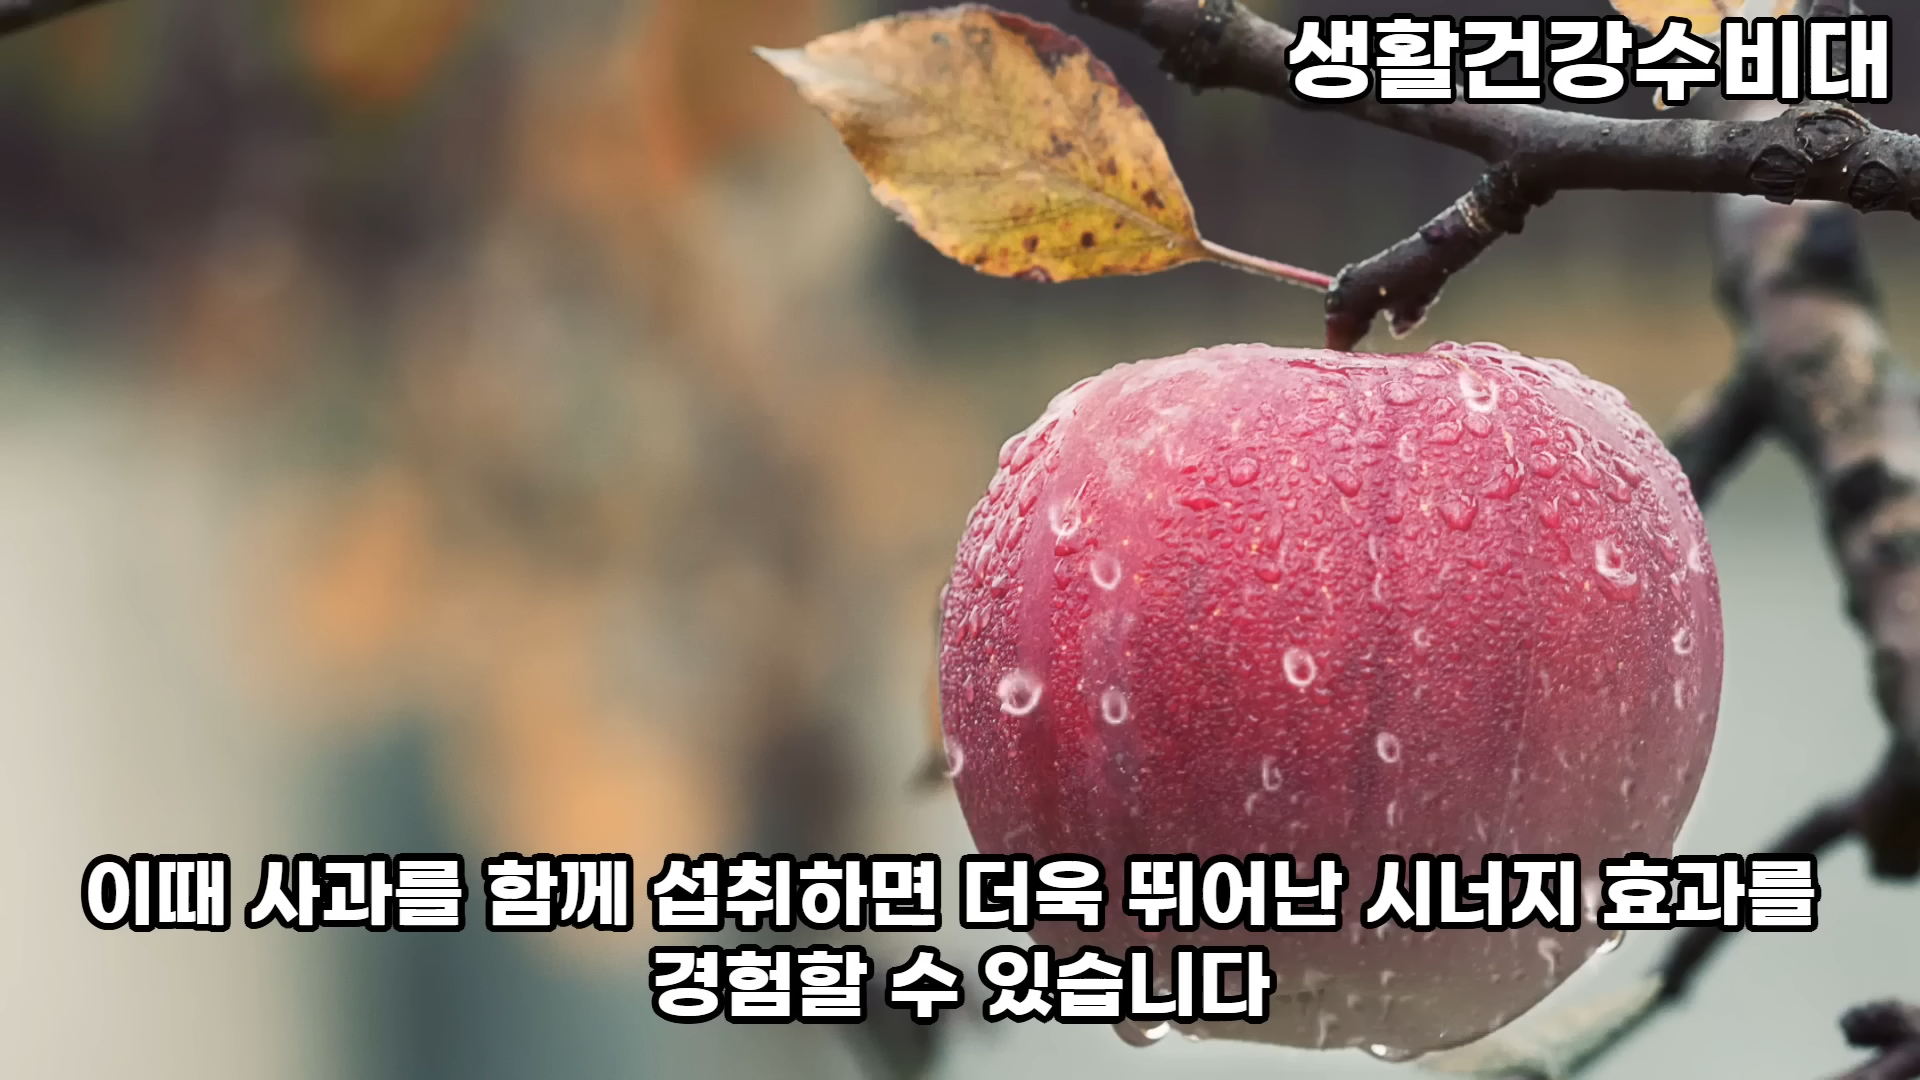 생활건강수비대
이때 사과를 함께 섭취하면 더욱 뛰어난 시너지 효과를
경험할 수 있습니다